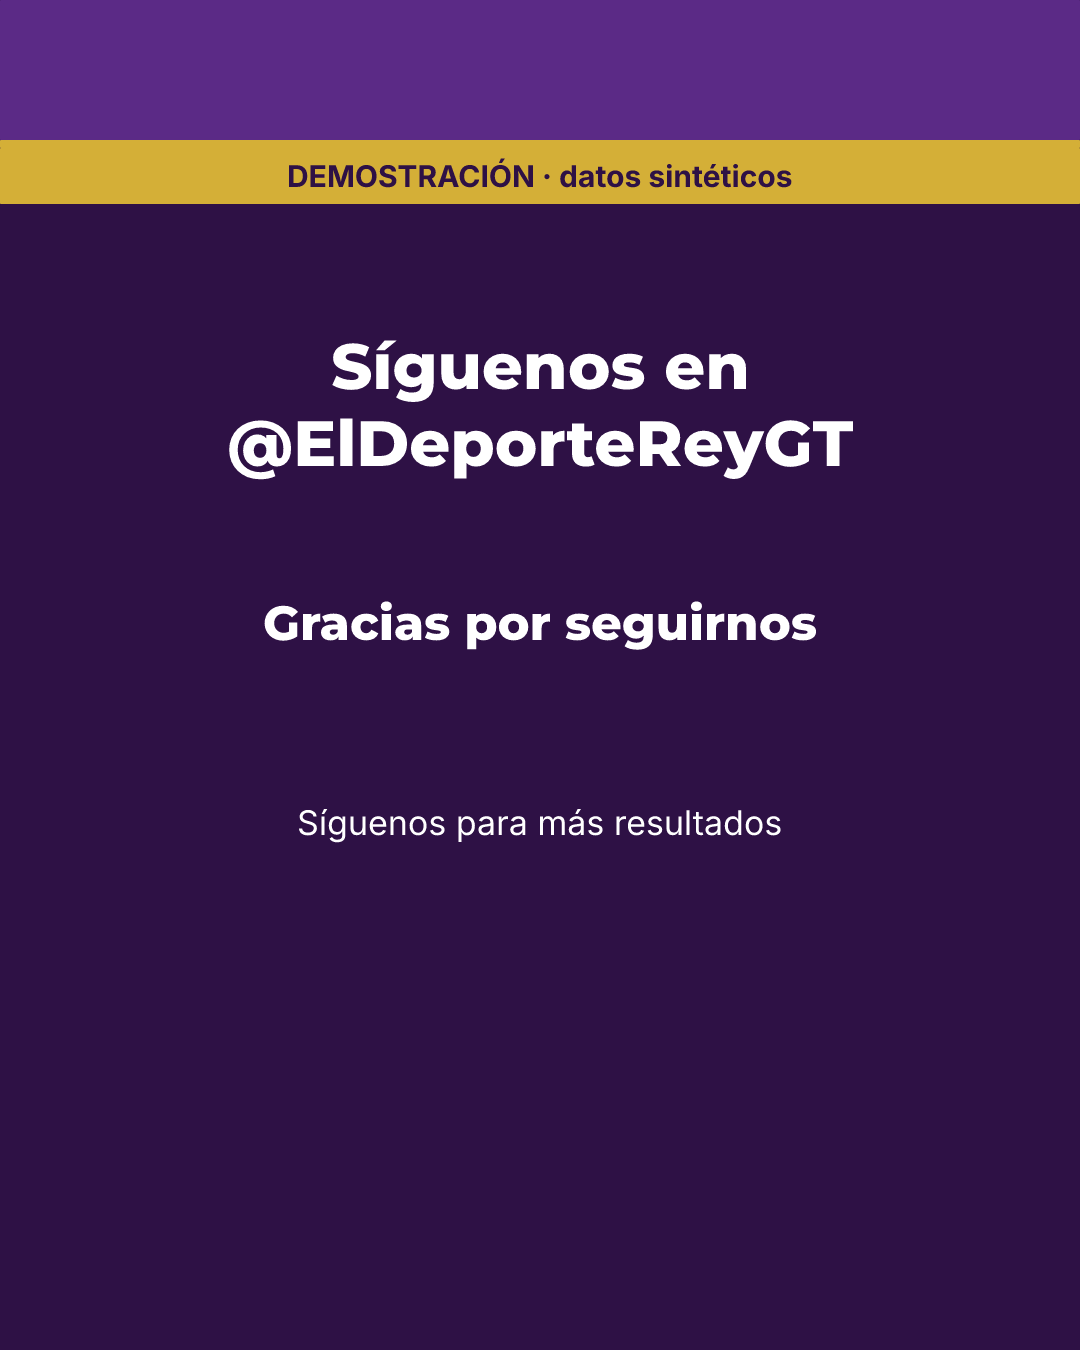 DEMOSTRACIÓN · datos sintéticos
Síguenos en
@ElDeporteReyGT
Gracias por seguirnos
Síguenos para más resultados